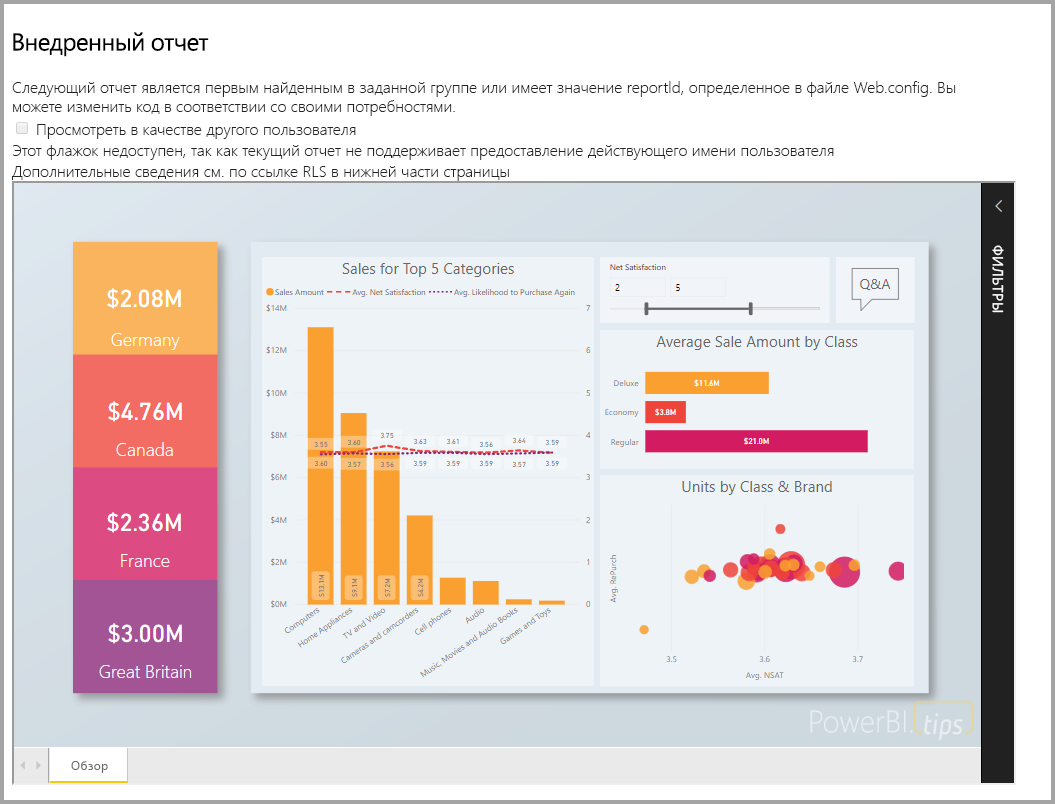 Внедренный отчет
Следующий отчет является первым найденным в заданной группе или имеет значение reportId, определенное в файле Web.config. Вы
можете изменить код в соответствии со своими потребностями.
Просмотреть в качестве другого пользователя
Этот флажок недоступен, так как текущий отчет не поддерживает предоставление действующего имени пользователя
Дополнительные сведения см. по ссылке RLS в нижней части страницы
$2.08M
Germany
$4.76M
Canada
$2.36M
France
$3.00M
Great Britain
Sales for Top 5 Categories
Sales Amount Avg. Net Satisfaction Avg. Likelihood to Purchase Again
$14M 7
$12M 6
$10M 5
$8M 4
$6M 3
$4M 2
$2M 1
$0M 0
3.55 3.60 3.75 3.63 3.61 3.56 3.64 3.59
3.60 3.57 3.56 3.59 3.59 3.59 3.57 3.59
$13.1M $9.1M $7.2M $4.2M
Computers
Home Appliances
TV and Video
Cameras and camcorders
Cell phones
Audio
Music, Movies and Audio Books
Games and Toys
Net Satisfaction
2 5
Q&A
Average Sale Amount by Class
Deluxe $11.6M
Economy $3.8M
Regular $21.0M
Units by Class & Brand
Avg. RePurch
3.5 3.6 3.7
Avg. NSAT
PowerBI.tips
ФИЛЬТРЫ
Обзор